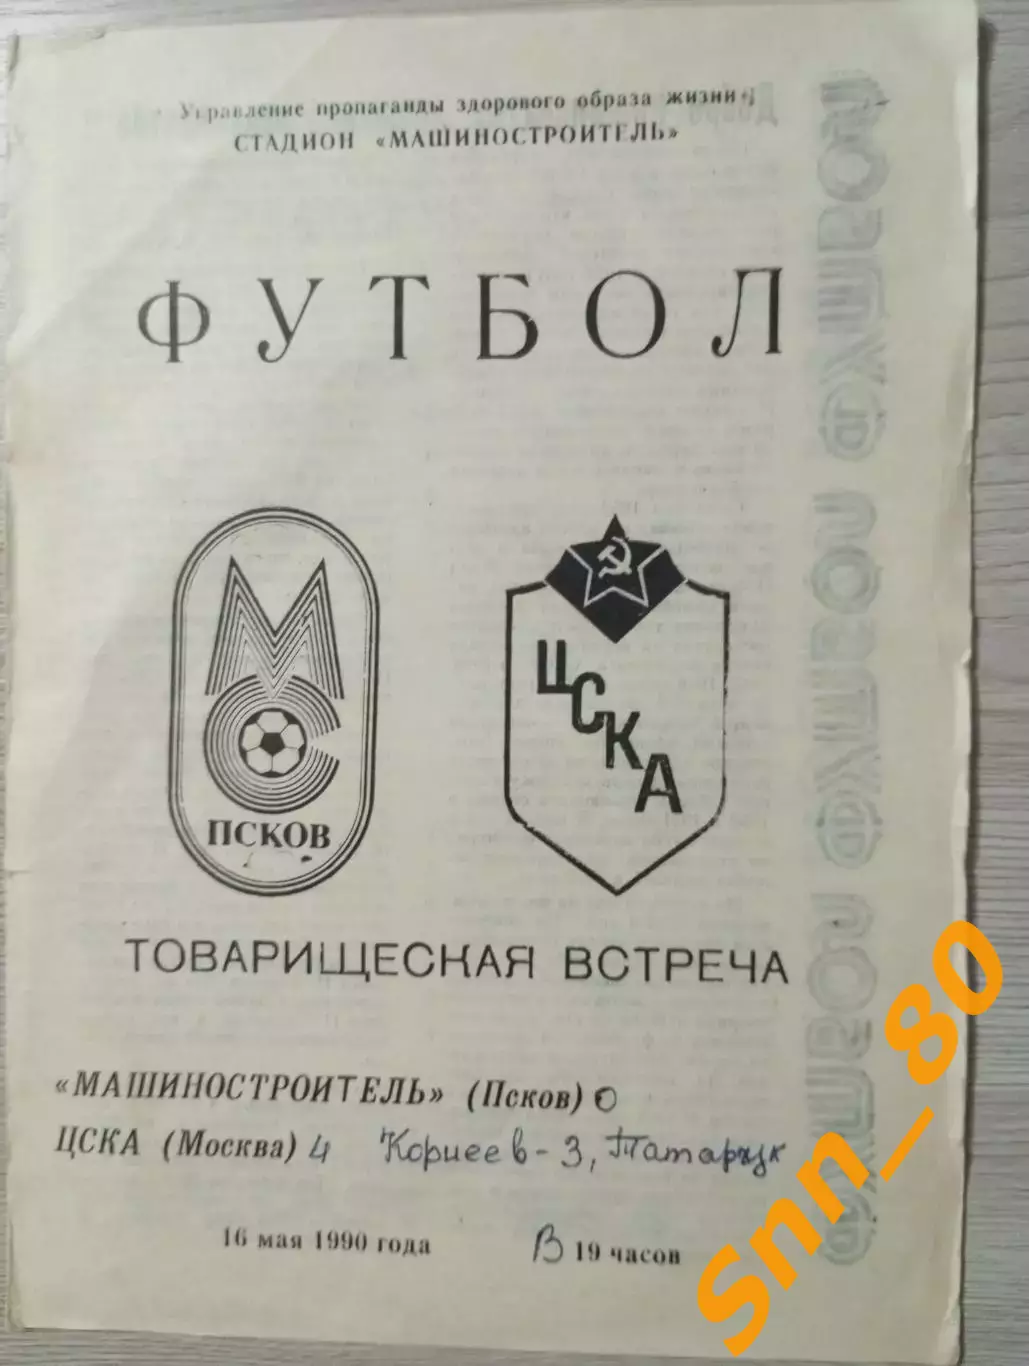 Управление пропаганды здорового образа жизни
СТАДИОН «МАШИНОСТРОИТЕЛЬ»
ФУТБОЛ
МС
ПСКОВ
ЦСКА
ТОВАРИЩЕСКАЯ ВСТРЕЧА
«МАШИНОСТРОИТЕЛЬ» (Псков) 0
ЦСКА (Москва) 4 Корнеев - 3, Татарчук
16 мая 1990 года В 19 часов
Snn_80